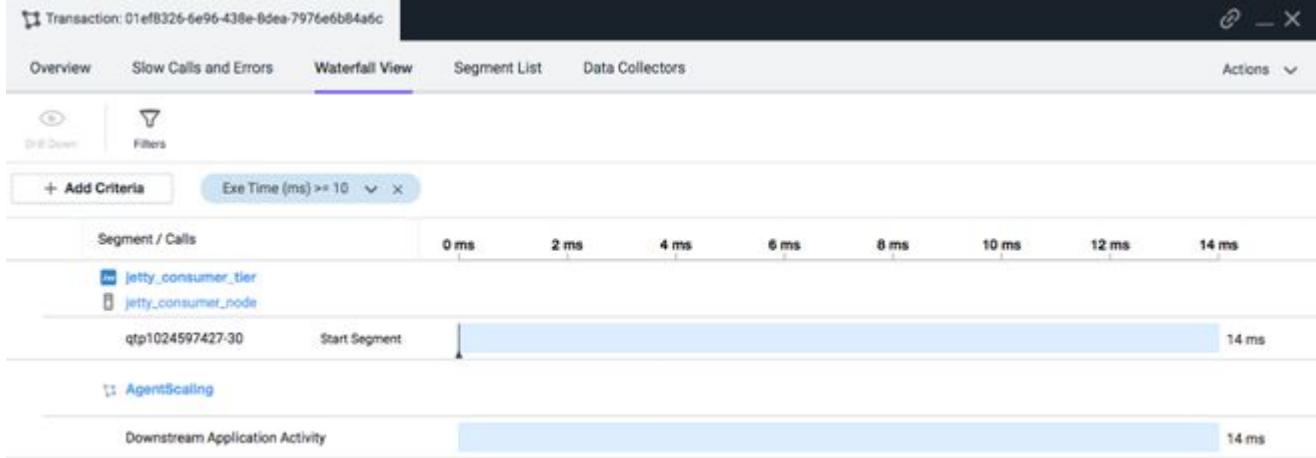 Transaction: 01ef8326-6e96-438e-8dea-7976e6b84a6c
Overview Slow Calls and Errors Waterfall View Segment List Data Collectors Actions
Drill Down Filters
+ Add Criteria Exe Time (ms) >= 10 ×
Segment / Calls 0 ms 2 ms 4 ms 6 ms 8 ms 10 ms 12 ms 14 ms
jetty_consumer_tier
jetty_consumer_node
qtp1024597427-30 Start Segment 14 ms
AgentScaling
Downstream Application Activity 14 ms